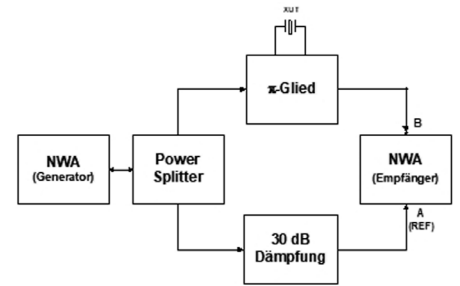 XUT
π-Glied
B
NWA
(Generator)
Power
Splitter
NWA
(Empfänger)
A
(REF)
30 dB
Dämpfung